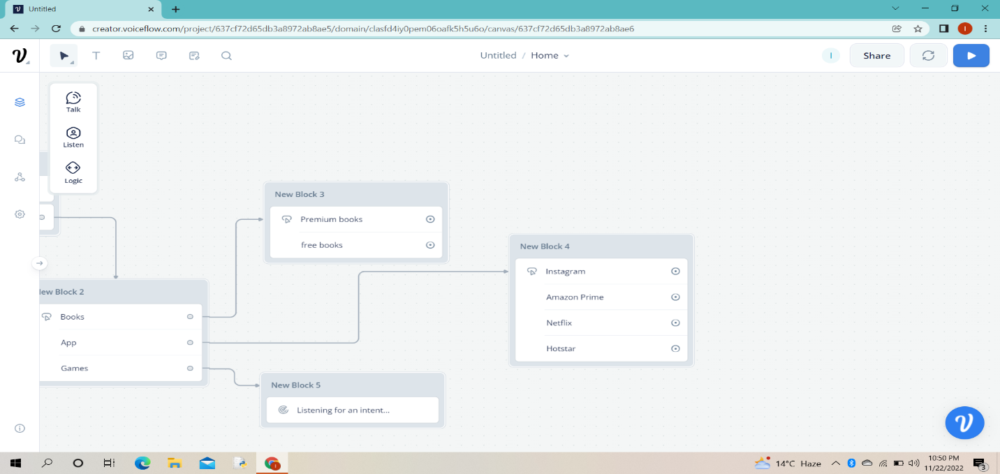 Untitled
creator.voiceflow.com/project/637cf72d65db3a8972ab8ae5/domain/clasfd4iy0pem06oafk5h5u6o/canvas/637cf72d65db3a8972ab8ae6
I
T
Untitled / Home
I
Share
Talk
Listen
Logic
New Block 3
Premium books
free books
New Block 4
Instagram
Amazon Prime
Netflix
Hotstar
ew Block 2
Books
App
Games
New Block 5
Listening for an intent...
14°C Haze
10:50 PM
11/22/2022
3